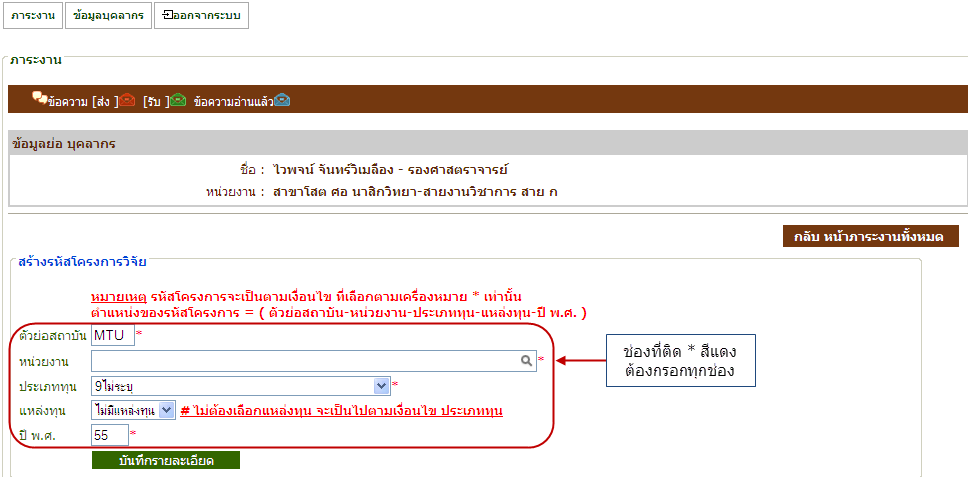 ภาระงาน ข้อมูลบุคลากร ออกจากระบบ
ภาระงาน
ข้อความ [ส่ง ] [รับ ] ข้อความอ่านแล้ว
ข้อมูลย่อ บุคลากร
ชื่อ : ไวพจน์ จันทร์วิเมลือง - รองศาสตราจารย์
หน่วยงาน : สาขาโสต ศอ นาสิกวิทยา-สายงานวิชาการ สาย ก
กลับ หน้าภาระงานทั้งหมด
สร้างรหัสโครงการวิจัย
หมายเหตุ รหัสโครงการจะเป็นตามเงื่อนไข ที่เลือกตามเครื่องหมาย * เท่านั้น
ตำแหน่งของรหัสโครงการ = ( ตัวย่อสถาบัน-หน่วยงาน-ประเภททุน-แหล่งทุน-ปี พ.ศ. )
ตัวย่อสถาบัน MTU *
หน่วยงาน *
ประเภททุน 9ไม่ระบุ *
แหล่งทุน ไม่มีแหล่งทุน # ไม่ต้องเลือกแหล่งทุน จะเป็นไปตามเงื่อนไข ประเภททุน
ปี พ.ศ. 55 *
บันทึกรายละเอียด
ช่องที่ติด * สีแดง
ต้องกรอกทุกช่อง